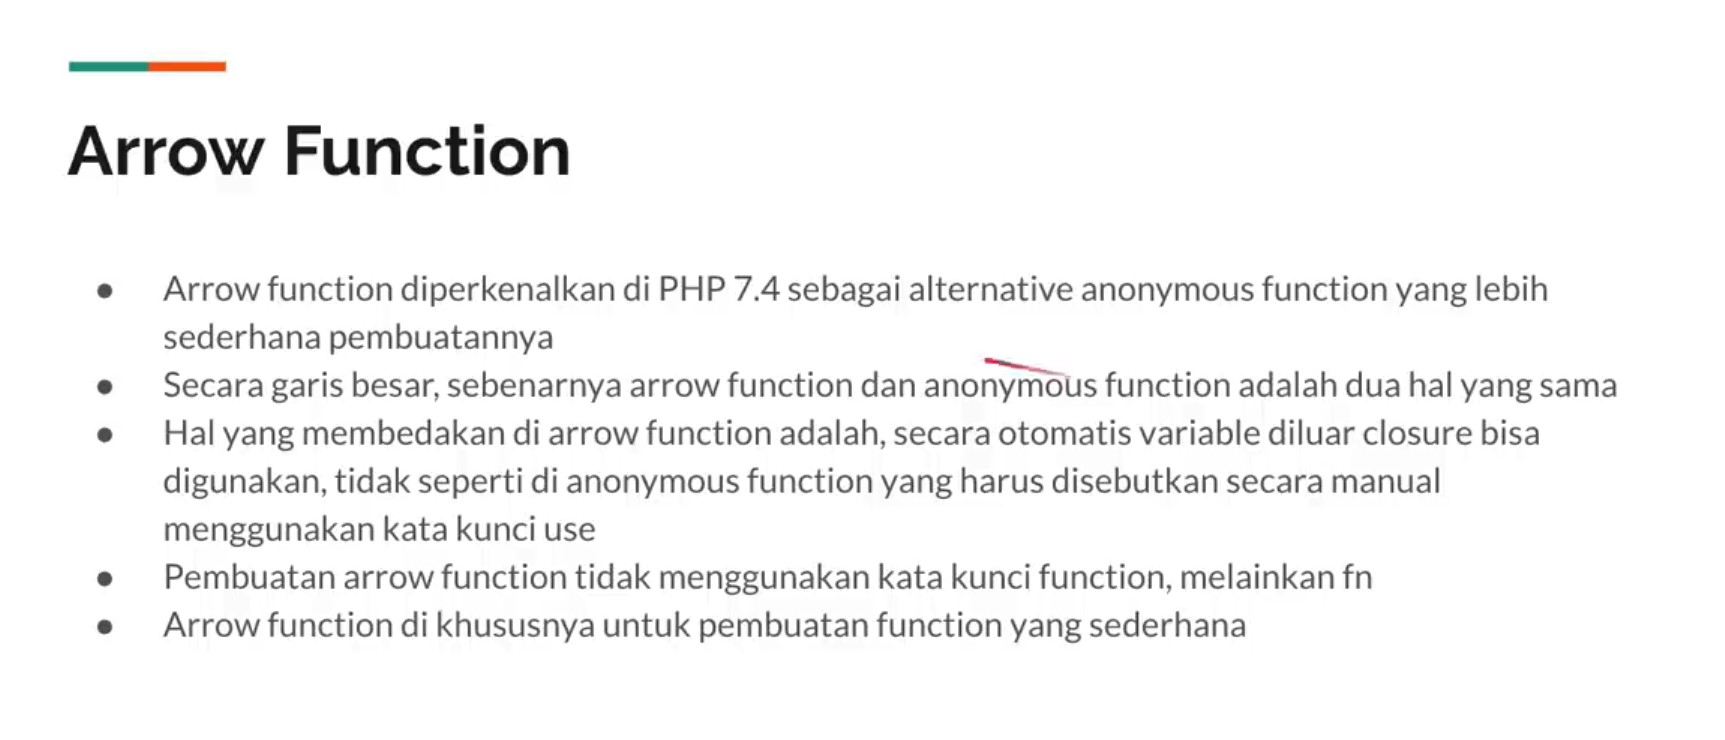 Arrow Function
● Arrow function diperkenalkan di PHP 7.4 sebagai alternative anonymous function yang lebih
sederhana pembuatannya
● Secara garis besar, sebenarnya arrow function dan anonymous function adalah dua hal yang sama
● Hal yang membedakan di arrow function adalah, secara otomatis variable diluar closure bisa
digunakan, tidak seperti di anonymous function yang harus disebutkan secara manual
menggunakan kata kunci use
● Pembuatan arrow function tidak menggunakan kata kunci function, melainkan fn
● Arrow function di khususnya untuk pembuatan function yang sederhana